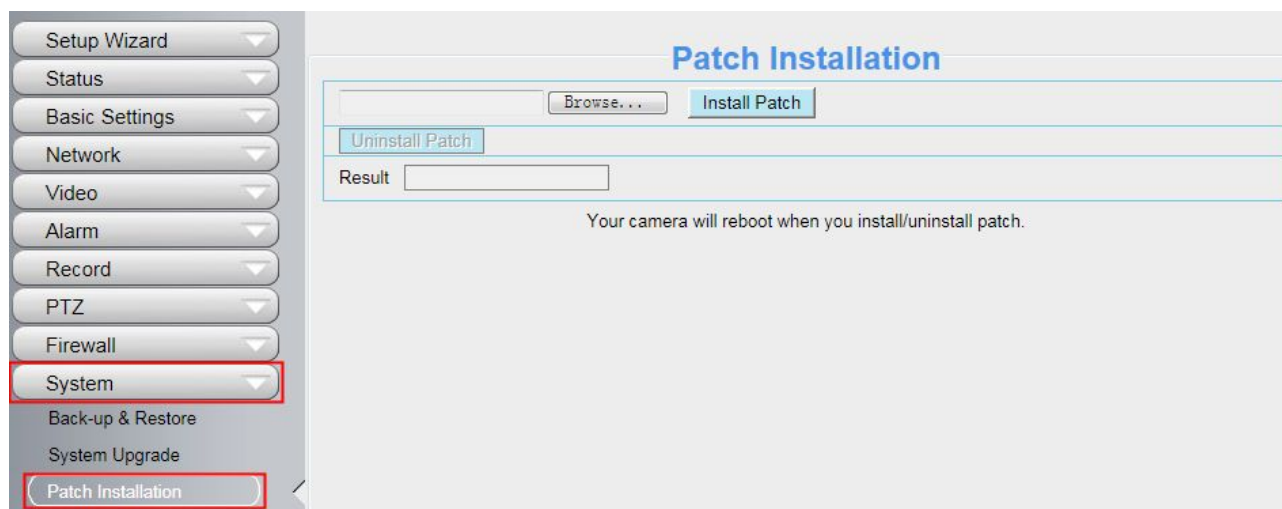 Setup Wizard
Status
Basic Settings
Network
Video
Alarm
Record
PTZ
Firewall
System
Back-up & Restore
System Upgrade
Patch Installation
Patch Installation
Browse... Install Patch
Uninstall Patch
Result
Your camera will reboot when you install/uninstall patch.